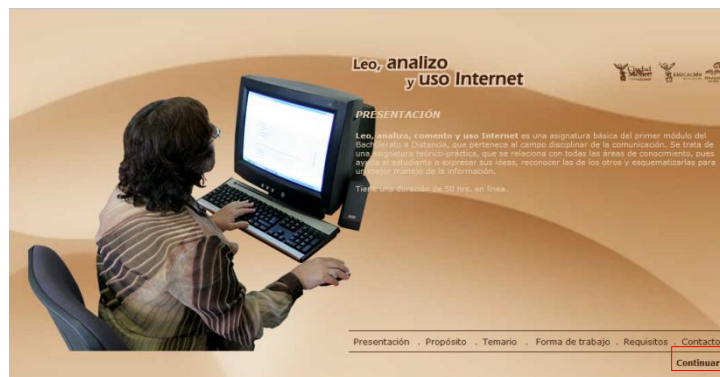 Leo, analizo
y uso Internet
Ciudad
México
EDUCACIÓN
PRESENTACIÓN
Leo, analizo, comento y uso Internet es una asignatura básica del primer módulo del
Bachillerato a Distancia, que pertenece al campo disciplinar de la comunicación. Se trata de
una asignatura teórico-práctica, que se relaciona con todas las áreas de conocimiento, pues
ayuda al estudiante a expresar sus ideas, reconocer las de los otros y esquematizarlas para
un mejor manejo de la información.
Tiene una duración de 50 hrs. en línea.
Presentación . Propósito . Temario . Forma de trabajo . Requisitos . Contacto
Continuar